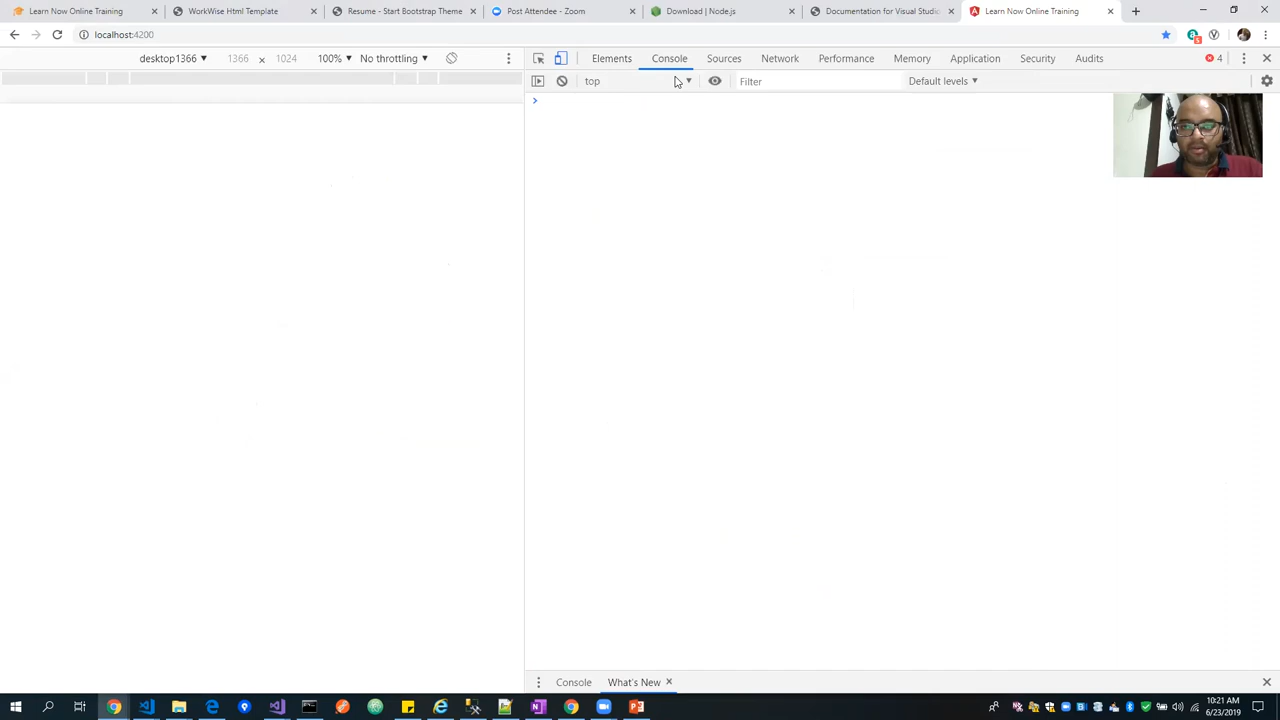 Learn Now Online Training
WorkWise Html Template
Resume - Start Bootstrap Theme
Post Attendee - Zoom
Download | Node.js
Documentation for Visual Studio
Learn Now Online Training
localhost:4200
desktop1366 ▾ 1366 × 1024 100% ▾ No throttling ▾
Elements Console Sources Network Performance Memory Application Security Audits 4
top Filter Default levels ▾
Console What's New
10:21 AM
6/23/2019